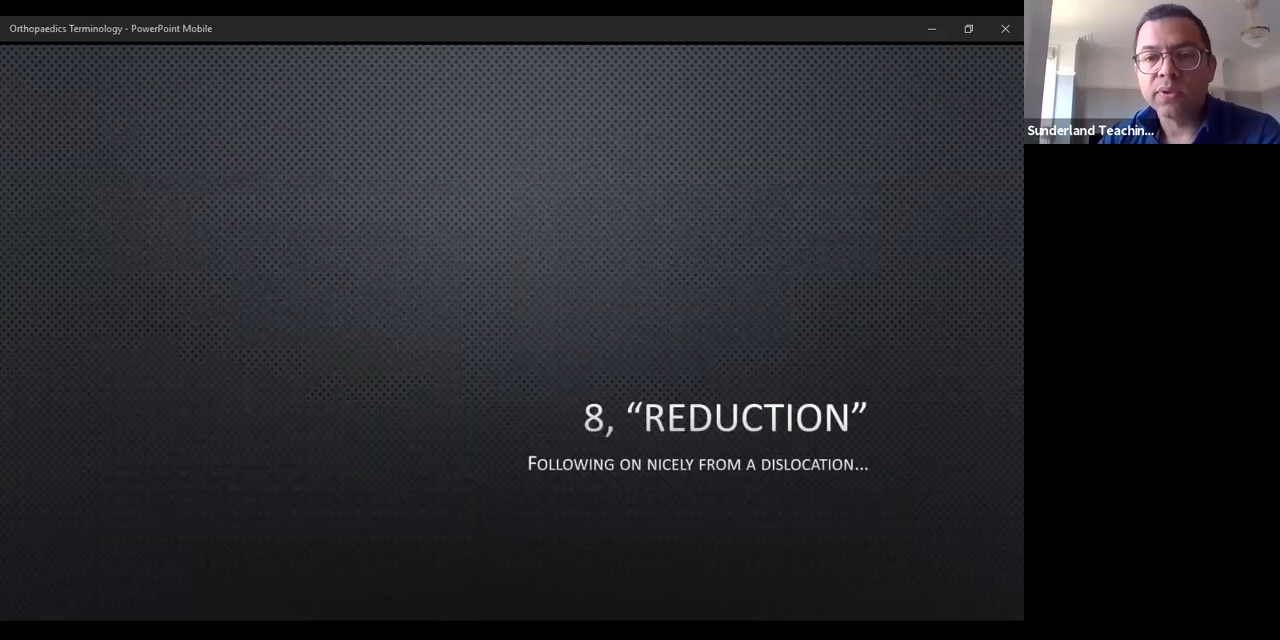 Orthopaedics Terminology - PowerPoint Mobile
Sunderland Teachin...
8, “REDUCTION”
FOLLOWING ON NICELY FROM A DISLOCATION...